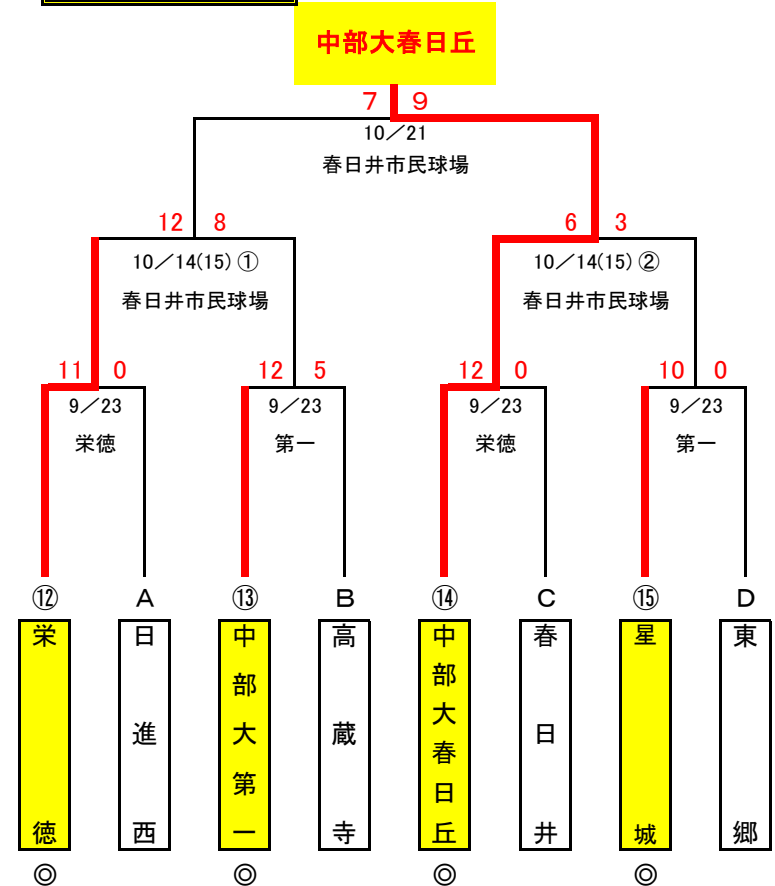 中部大春日丘
7 9
10/21
春日井市民球場
12 8
6 3
10/14(15)①
10/14(15)②
春日井市民球場
春日井市民球場
11 0
12 5
12 0
10 0
9/23
9/23
9/23
9/23
栄徳
第一
栄徳
第一
⑫
A
⑬
B
⑭
C
⑮
D
栄徳
日進西
中部大第一
高蔵寺
中部大春日丘
春日井
星城
東郷
◎
◎
◎
◎